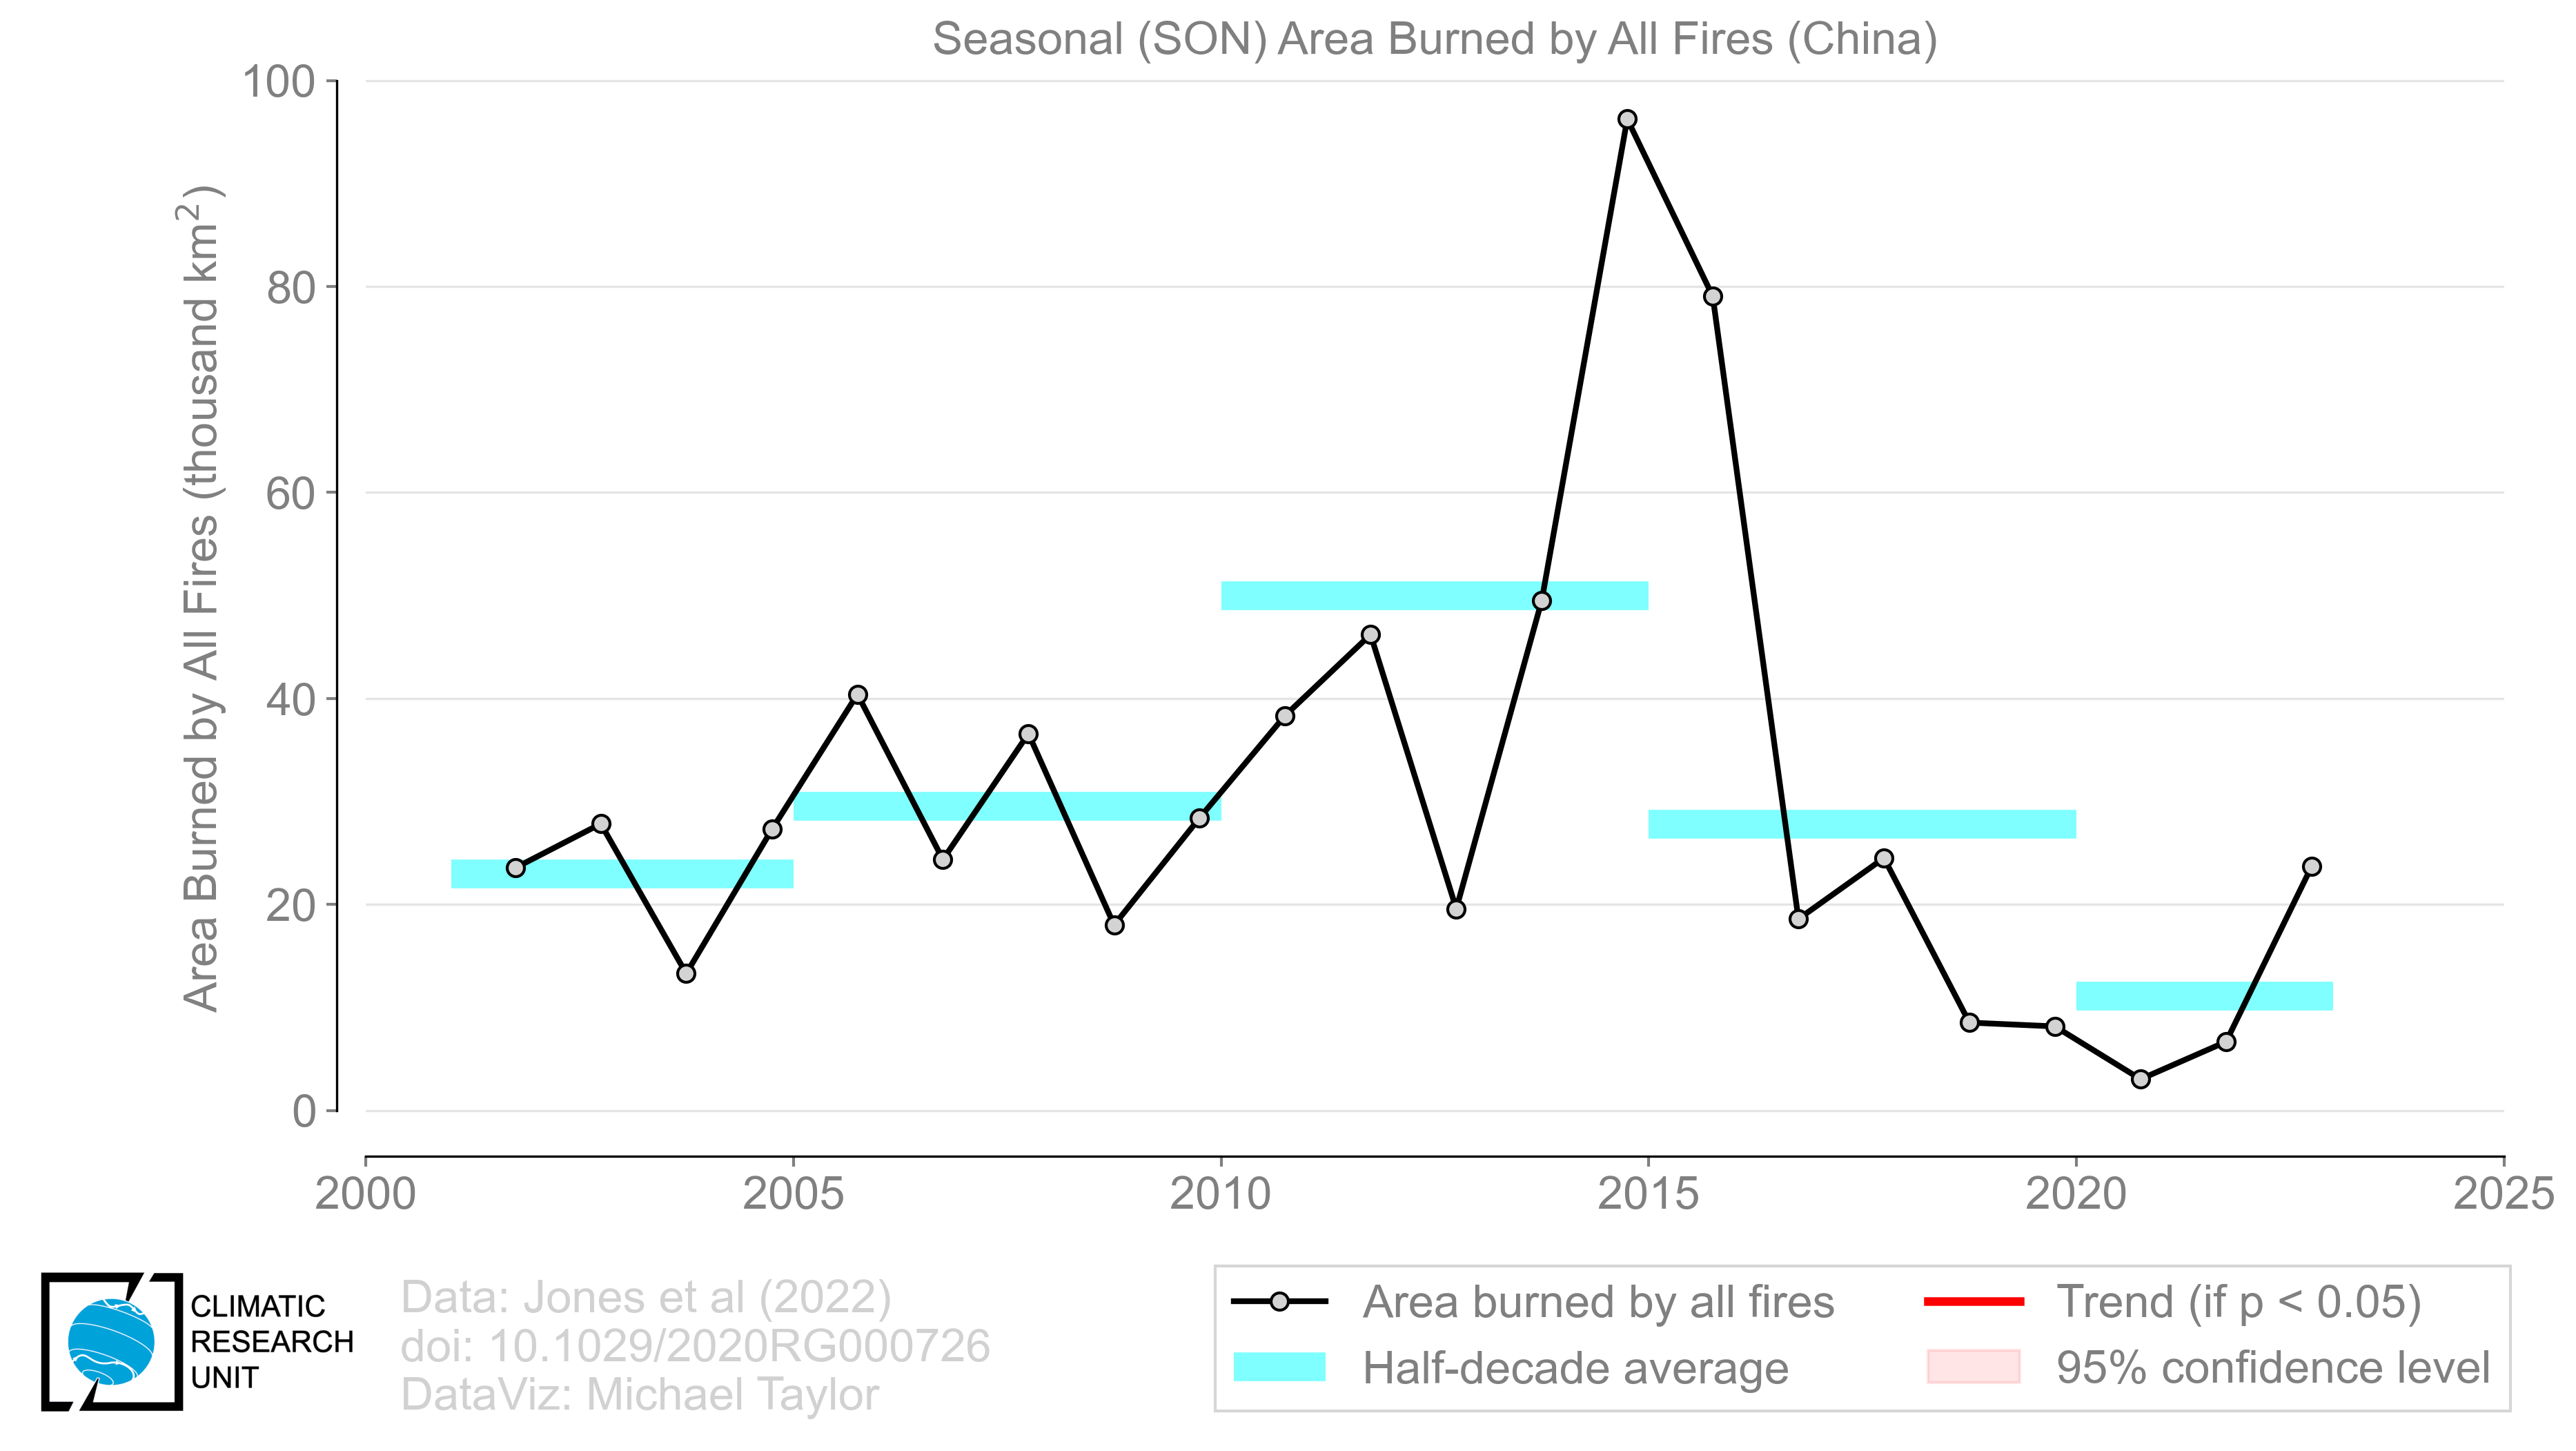 Seasonal (SON) Area Burned by All Fires (China)
Area Burned by All Fires (thousand km²)
100
80
60
40
20
0
2000 2005 2010 2015 2020 2025
CLIMATIC
RESEARCH
UNIT
Data: Jones et al (2022)
doi: 10.1029/2020RG000726
DataViz: Michael Taylor
Area burned by all fires
Half-decade average
Trend (if p < 0.05)
95% confidence level